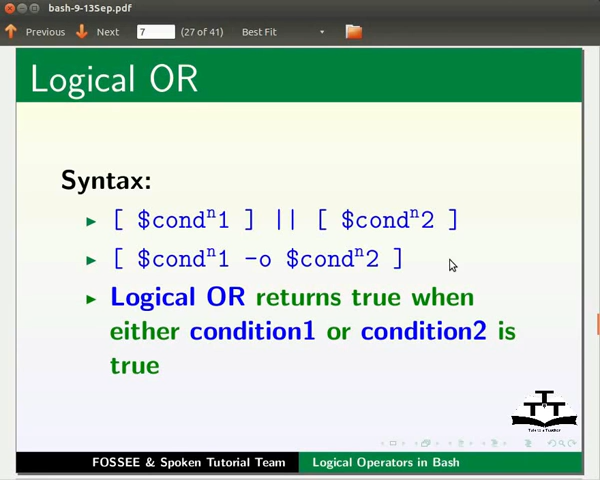 bash-9-13Sep.pdf
Previous Next 7 (27 of 41) Best Fit
Logical OR
Syntax:
[ $condⁿ1 ] || [ $condⁿ2 ]
[ $condⁿ1 -o $condⁿ2 ]
Logical OR returns true when
either condition1 or condition2 is
true
FOSSEE & Spoken Tutorial Team Logical Operators in Bash